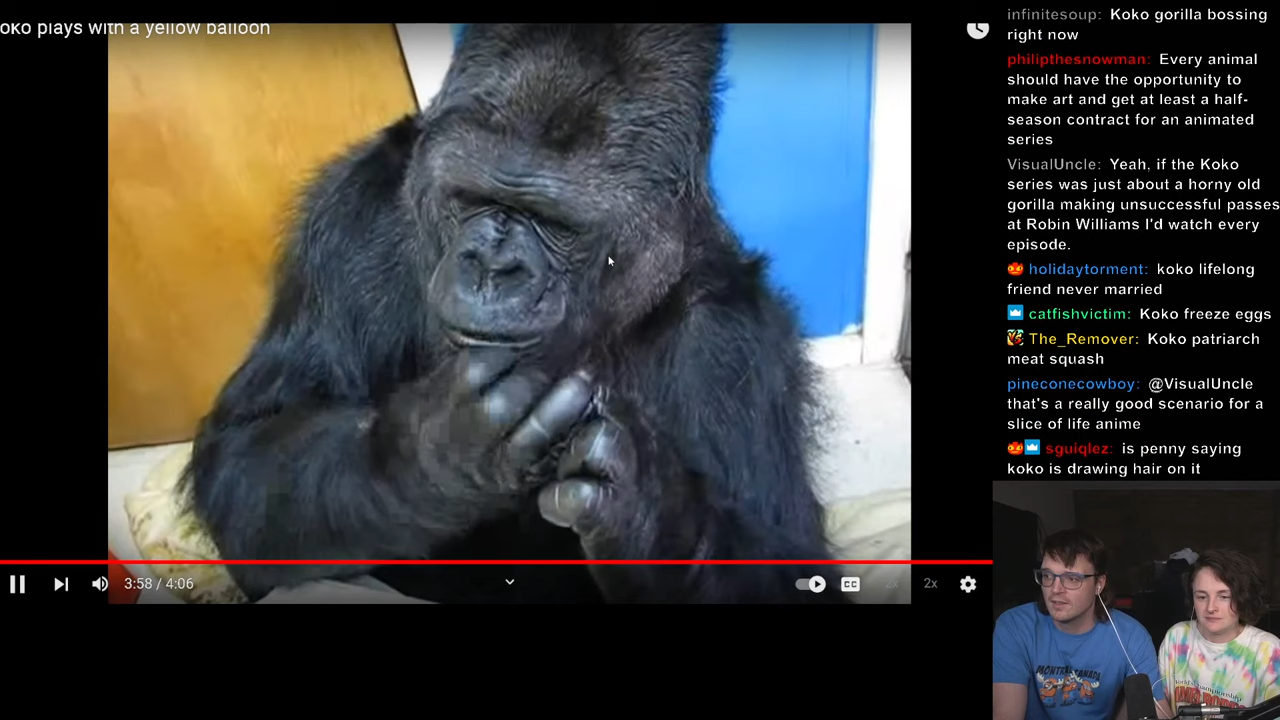 oko plays with a yellow balloon
3:58 / 4:06
CC
2x
2x
infinitesoup: Koko gorilla bossing
right now
philipthesnowman: Every animal
should have the opportunity to
make art and get at least a half-
season contract for an animated
series
VisualUncle: Yeah, if the Koko
series was just about a horny old
gorilla making unsuccessful passes
at Robin Williams I'd watch every
episode.
holidaytorment: koko lifelong
friend never married
catfishvictim: Koko freeze eggs
The_Remover: Koko patriarch
meat squash
pineconecowboy: @VisualUncle
that's a really good scenario for a
slice of life anime
sguiqlez: is penny saying
koko is drawing hair on it